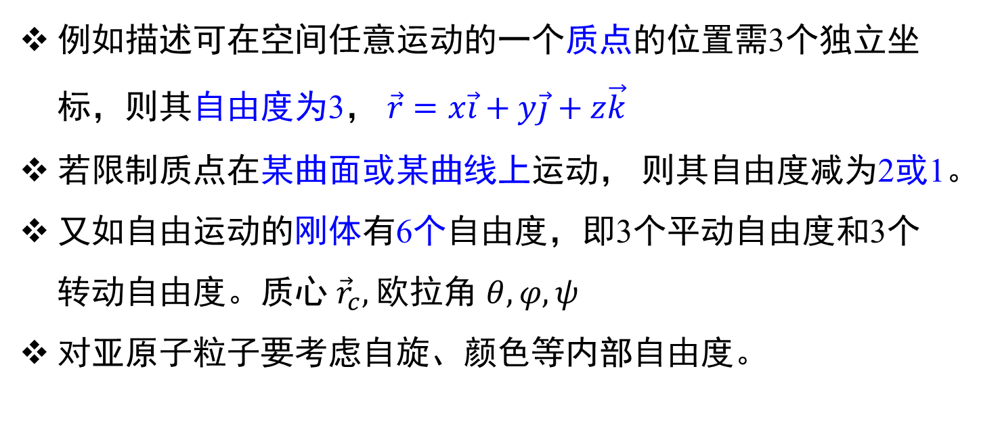 ❖ 例如描述可在空间任意运动的一个质点的位置需3个独立坐
标，则其自由度为3， $\vec{r} = x\vec{\imath} + y\vec{\jmath} + z\vec{k}$
❖ 若限制质点在某曲面或某曲线上运动， 则其自由度减为2或1。
❖ 又如自由运动的刚体有6个自由度，即3个平动自由度和3个
转动自由度。质心 $\vec{r}_c$, 欧拉角 $\theta, \varphi, \psi$
❖ 对亚原子粒子要考虑自旋、颜色等内部自由度。